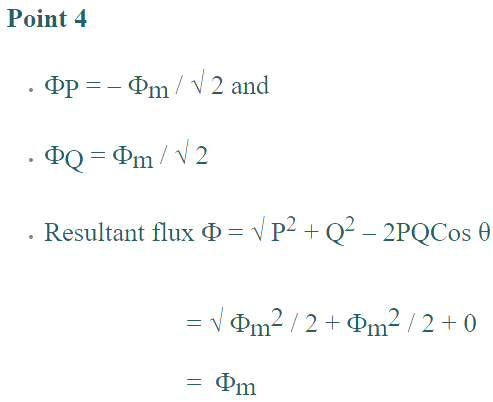 Point 4
. ΦP = – Φm / √ 2 and
. ΦQ = Φm / √ 2
. Resultant flux Φ = √ P² + Q² – 2PQCos θ
= √ Φm² / 2 + Φm² / 2 + 0
= Φm